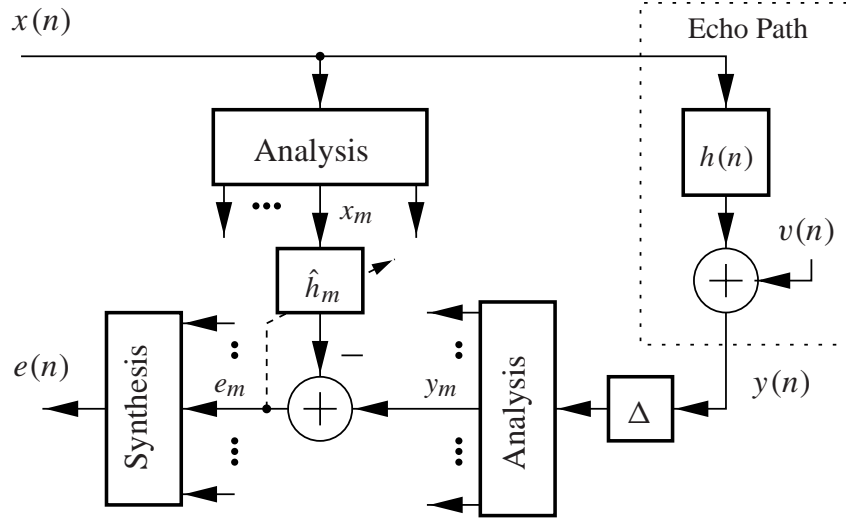 x(n)
Echo Path
Analysis
h(n)
x_m
v(n)
ĥ_m
−
+
Synthesis
e(n)
e_m
+
y_m
Analysis
Δ
y(n)